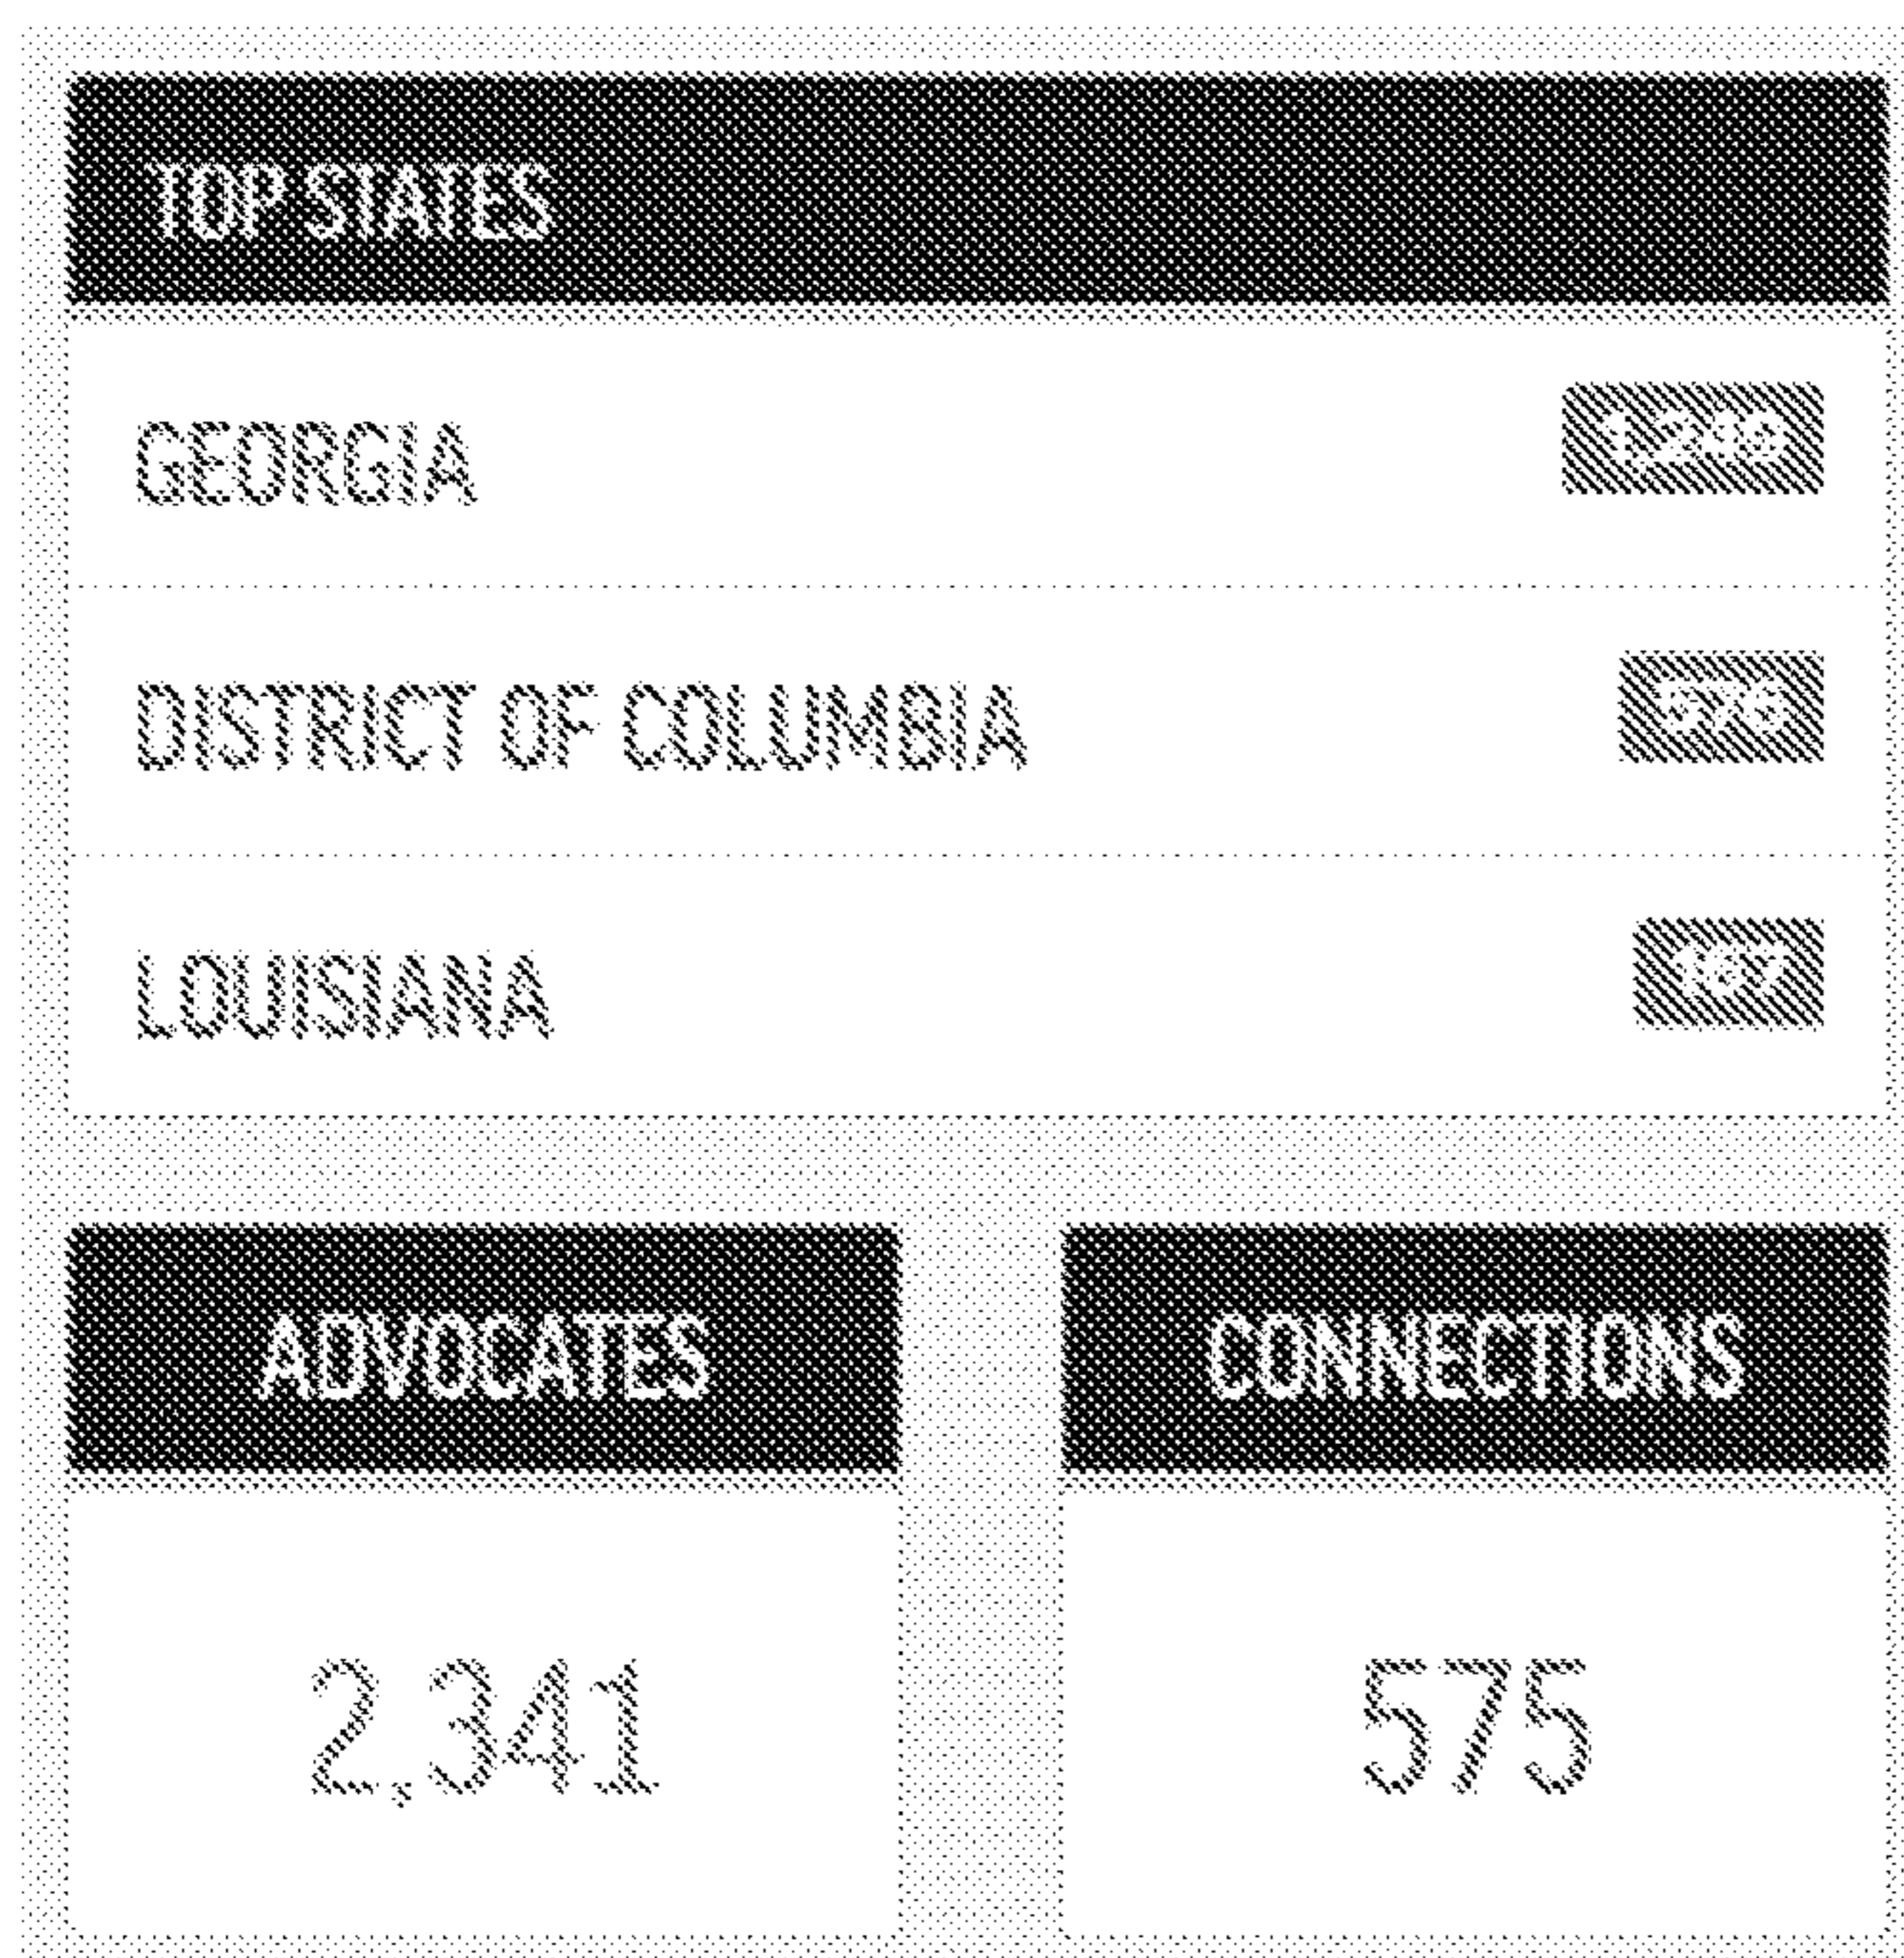 TOP STATES
GEORGIA
DISTRICT OF COLUMBIA
LOUISIANA
ADVOCATES CONNECTIONS
2,341 575